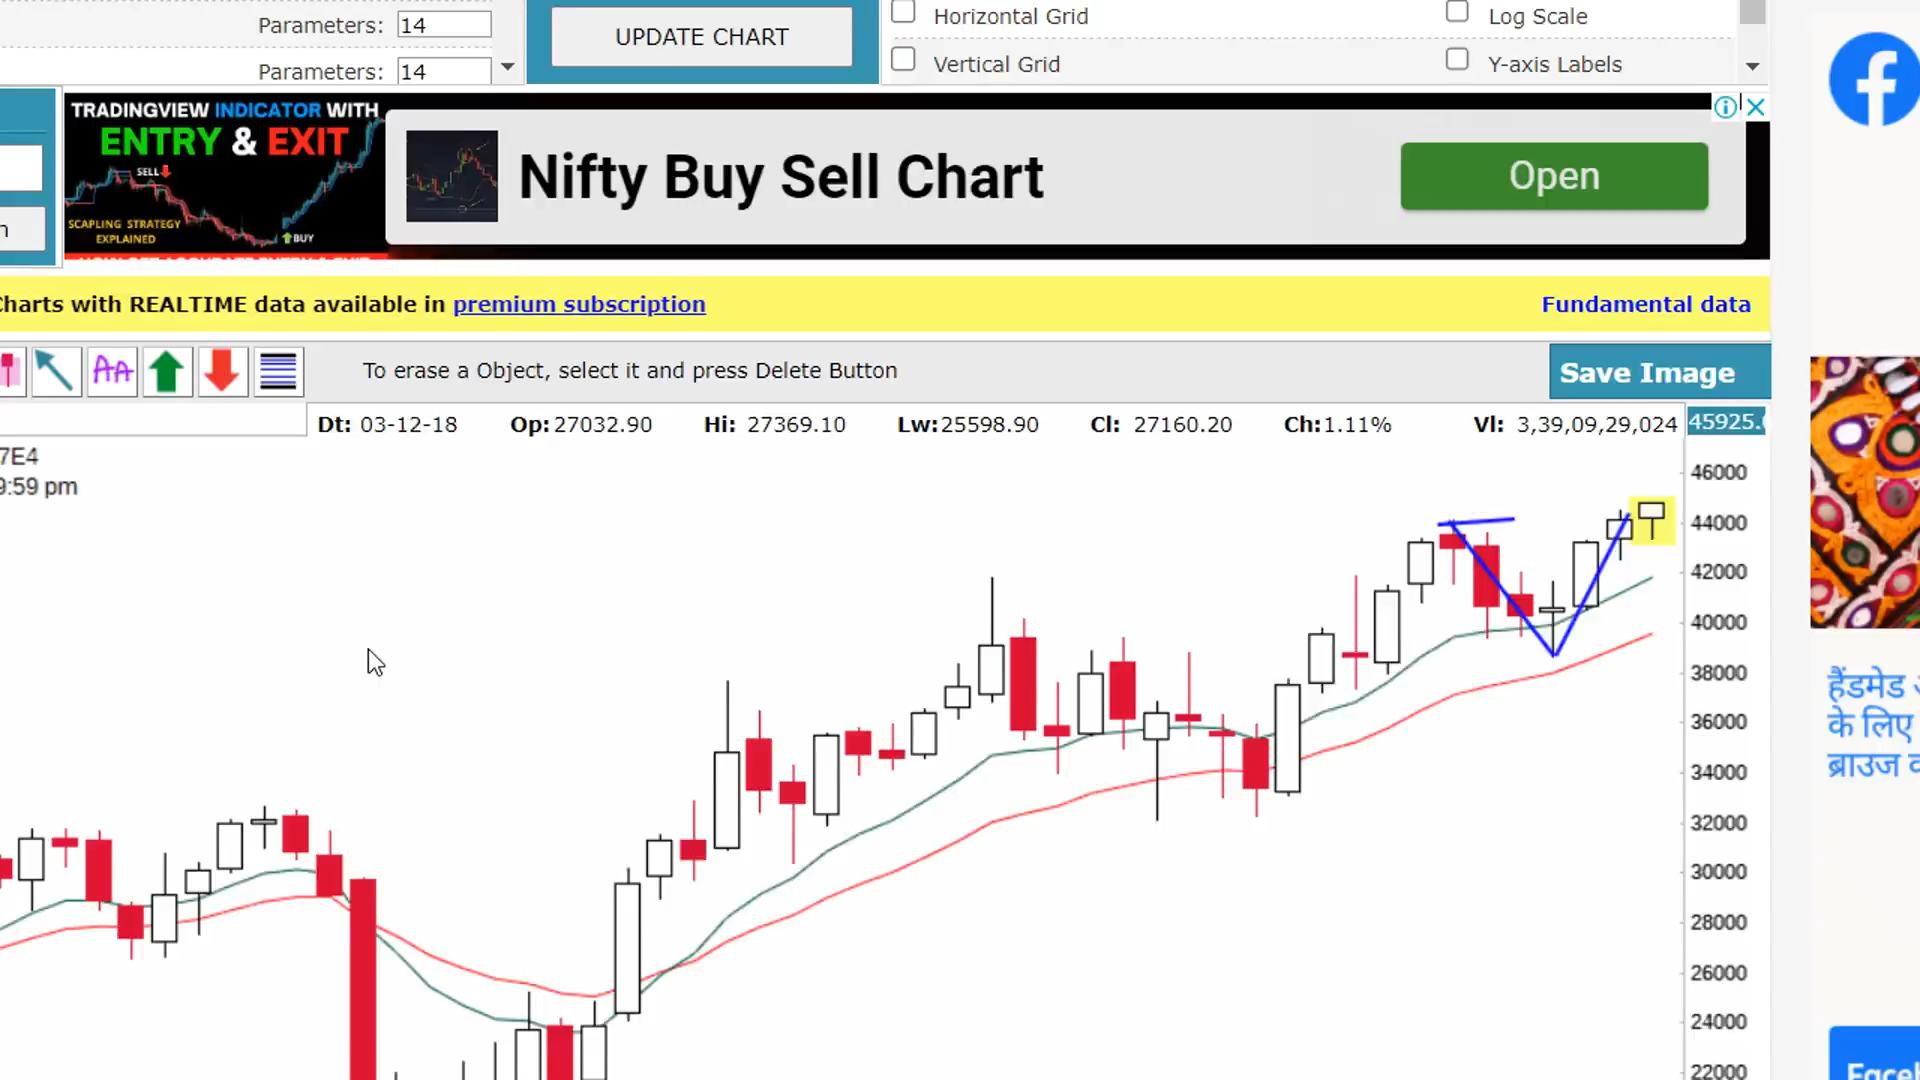 Parameters: 14
Parameters: 14
UPDATE CHART
Horizontal Grid
Log Scale
Vertical Grid
Y-axis Labels
TRADINGVIEW INDICATOR WITH
ENTRY & EXIT
SELL
SCAPLING STRATEGY
EXPLAINED
BUY
Nifty Buy Sell Chart
Open
harts with REALTIME data available in premium subscription
Fundamental data
AA
To erase a Object, select it and press Delete Button
Save Image
Dt: 03-12-18 Op:27032.90 Hi: 27369.10 Lw:25598.90 Cl: 27160.20 Ch:1.11% Vl: 3,39,09,29,024
45925.
7E4
9:59 pm
46000
44000
42000
40000
38000
36000
34000
32000
30000
28000
26000
24000
22000
हैंडमेड
के लिए
ब्राउज